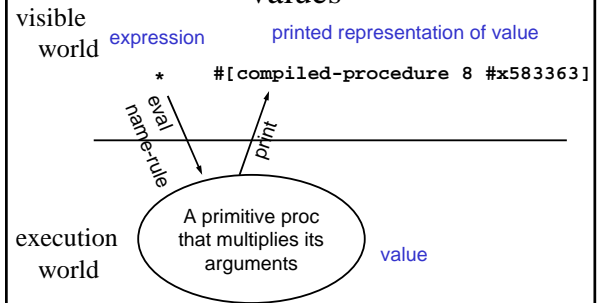 values
visible
world
expression
printed representation of value
* #[compiled-procedure 8 #x583363]
eval
name-rule
print
A primitive proc
that multiplies its
arguments
value
execution
world